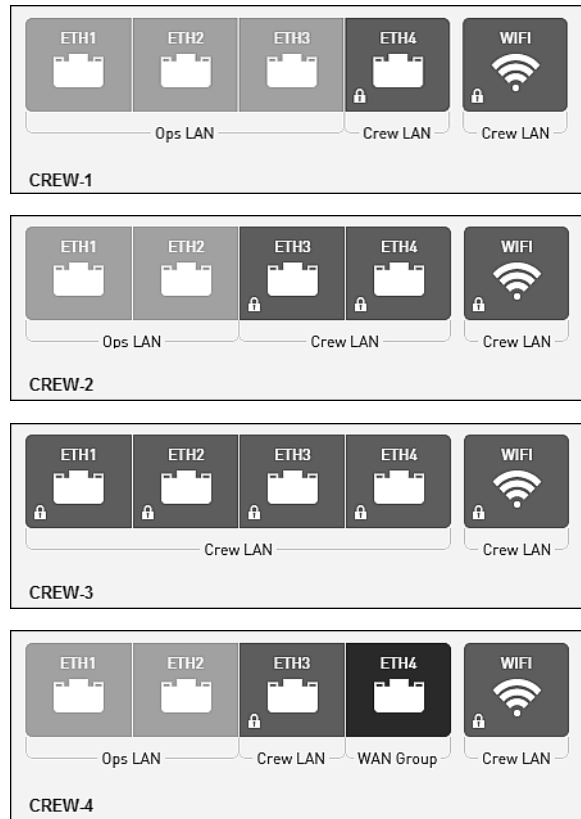 ETH1 ETH2 ETH3 ETH4 WIFI
Ops LAN Crew LAN Crew LAN
CREW-1
ETH1 ETH2 ETH3 ETH4 WIFI
Ops LAN Crew LAN Crew LAN
CREW-2
ETH1 ETH2 ETH3 ETH4 WIFI
Crew LAN Crew LAN
CREW-3
ETH1 ETH2 ETH3 ETH4 WIFI
Ops LAN Crew LAN WAN Group Crew LAN
CREW-4